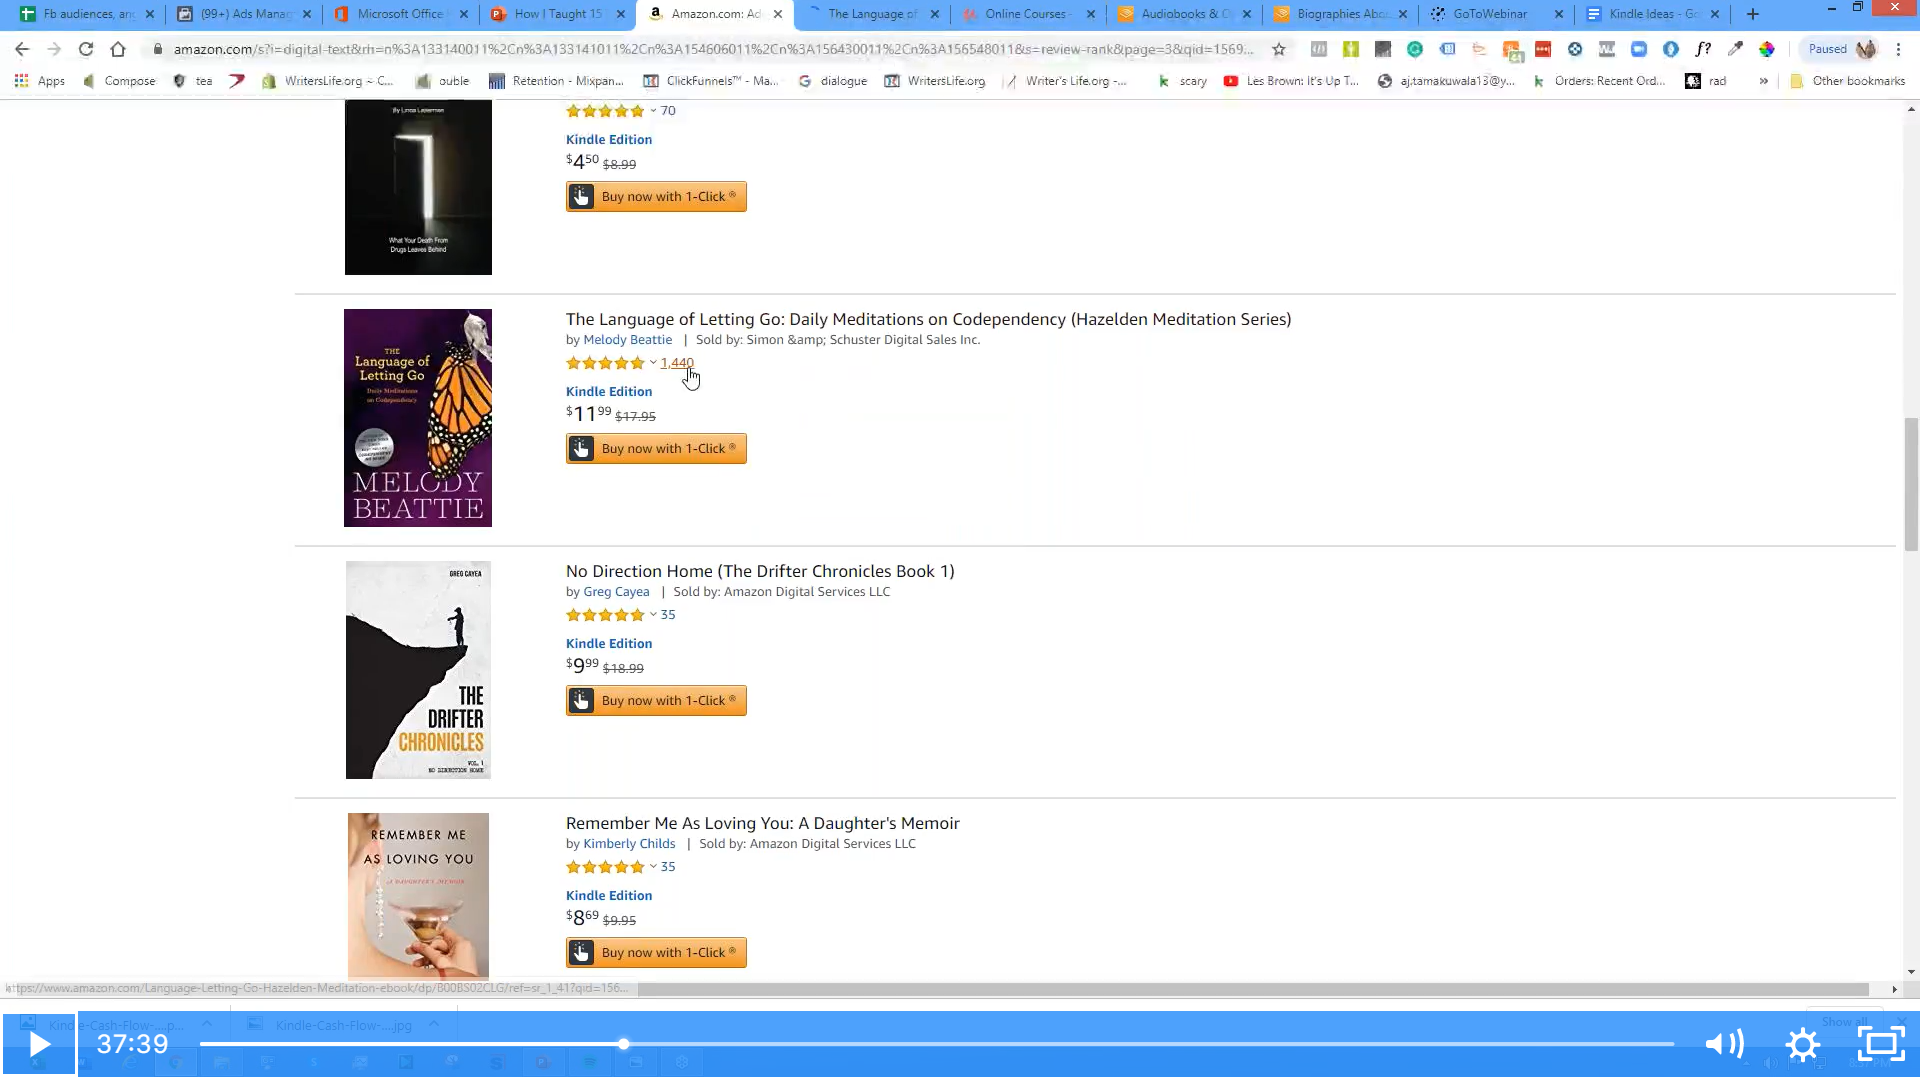 Fb audiences, an
(99+) Ads Mana
Microsoft Office
How I Taught 15
Amazon.com: Ad
The Language of
Online Courses -
Audiobooks & O
Biographies Abo
GoToWebinar
Kindle Ideas - Go
amazon.com/s?i=digital-text&rh=n%3A133140011%2Cn%3A133141011%2Cn%3A154606011%2Cn%3A156430011%2Cn%3A156548011&s=review-rank&page=3&qid=1569...
Paused
Apps
Compose
tea
WritersLife.org – C...
ouble
Retention - Mixpan...
ClickFunnels™ - Ma...
dialogue
WritersLife.org
Writer's Life.org -...
scary
Les Brown: It's Up T...
aj.tamakuwala13@y...
Orders: Recent Ord...
rad
»
Other bookmarks
What Your Death From
Drugs Leaves Behind
70
Kindle Edition
$4.50 $8.99
Buy now with 1-Click ®
THE
Language of
Letting Go
Daily Meditations
on Codependency
MELODY
BEATTIE
The Language of Letting Go: Daily Meditations on Codependency (Hazelden Meditation Series)
by Melody Beattie | Sold by: Simon &amp; Schuster Digital Sales Inc.
1,440
Kindle Edition
$11.99 $17.95
Buy now with 1-Click ®
GREG CAYEA
THE
DRIFTER
CHRONICLES
VOL. 1
NO DIRECTION HOME
No Direction Home (The Drifter Chronicles Book 1)
by Greg Cayea | Sold by: Amazon Digital Services LLC
35
Kindle Edition
$9.99 $18.99
Buy now with 1-Click ®
REMEMBER ME
AS LOVING YOU
A DAUGHTER'S MEMOIR
Remember Me As Loving You: A Daughter's Memoir
by Kimberly Childs | Sold by: Amazon Digital Services LLC
35
Kindle Edition
$8.69 $9.95
Buy now with 1-Click ®
https://www.amazon.com/Language-Letting-Go-Hazelden-Meditation-ebook/dp/B00BS02CLG/ref=sr_1_41?qid=156...
Kindle-Cash-Flow-....p...
Kindle-Cash-Flow-....jpg
Show all
37:39